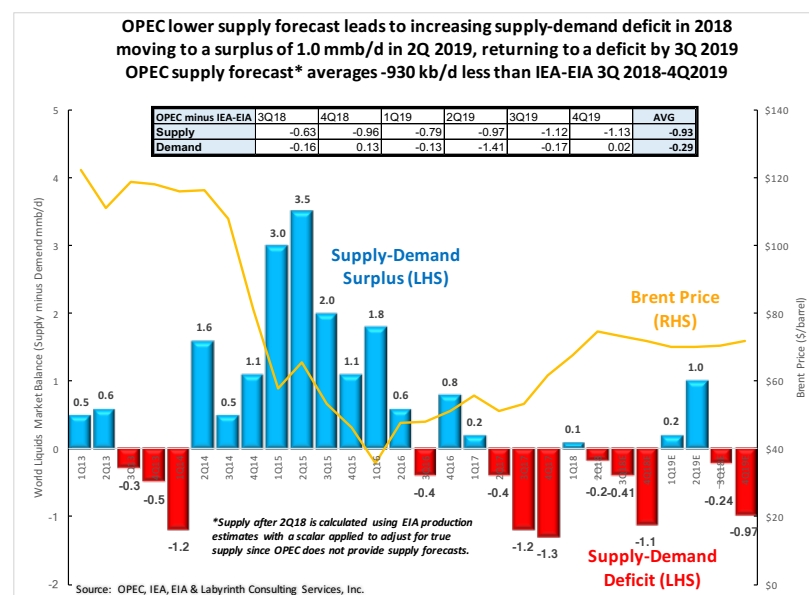 OPEC lower supply forecast leads to increasing supply-demand deficit in 2018
moving to a surplus of 1.0 mmb/d in 2Q 2019, returning to a deficit by 3Q 2019
OPEC supply forecast* averages -930 kb/d less than IEA-EIA 3Q 2018-4Q2019
OPEC minus IEA-EIA 3Q18 4Q18 1Q19 2Q19 3Q19 4Q19 AVG
Supply -0.63 -0.96 -0.79 -0.97 -1.12 -1.13 -0.93
Demand -0.16 0.13 -0.13 -1.41 -0.17 0.02 -0.29
World Liquids Market Balance (Supply minus Demend mmb/d)
5
4
3
2
1
0
-1
-2
$140
$120
$100
$80
$60
$40
$20
$0
Brent Price ($/barrel)
Supply-Demand
Surplus (LHS)
Brent Price
(RHS)
0.5
0.6
-0.3
-0.5
-1.2
1.6
0.5
1.1
3.0
3.5
2.0
1.1
1.8
0.6
-0.4
0.8
0.2
-0.4
-1.2
-1.3
0.1
-0.2
-0.41
-1.1
0.2
1.0
-0.24
-0.97
1Q13
2Q13
2Q14
3Q14
4Q14
1Q15
2Q15
3Q15
4Q15
1Q16
2Q16
4Q16
1Q17
1Q18
1Q19E
2Q19E
*Supply after 2Q18 is calculated using EIA production
estimates with a scalar applied to adjust for true
supply since OPEC does not provide supply forecasts.
Supply-Demand
Deficit (LHS)
Source: OPEC, IEA, EIA & Labyrinth Consulting Services, Inc.